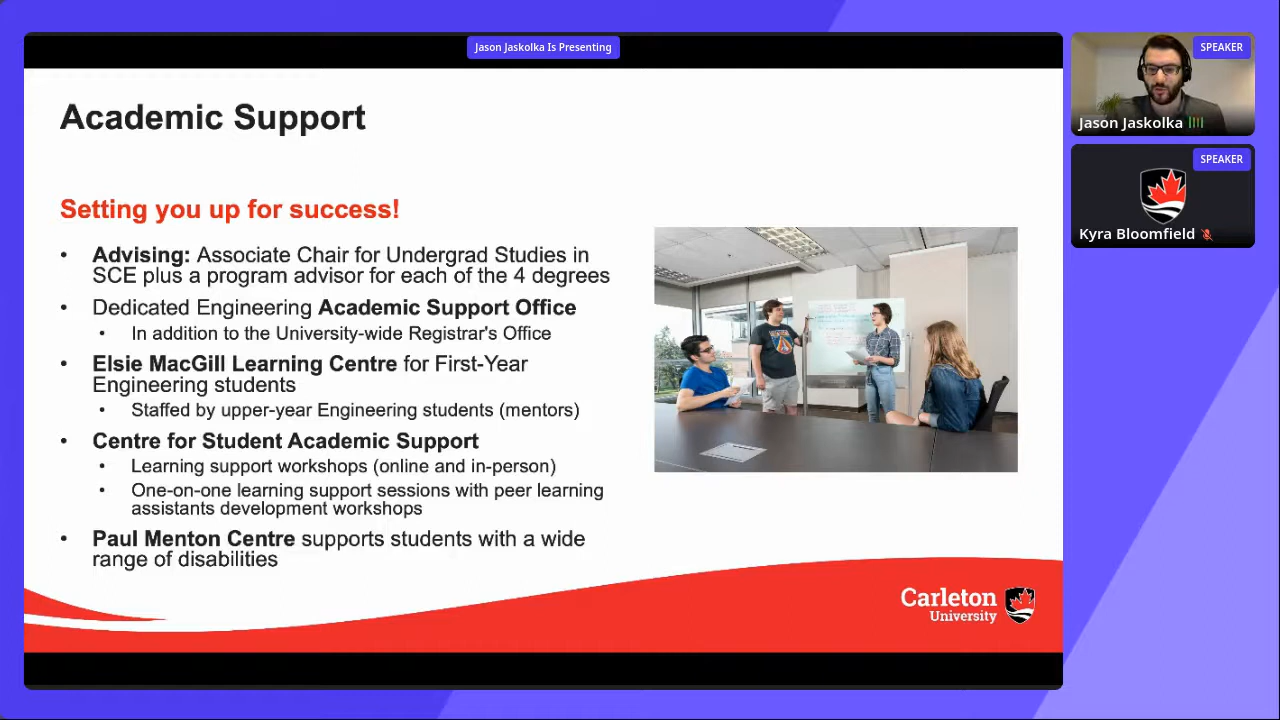 Jason Jaskolka Is Presenting
Academic Support
Setting you up for success!
• Advising: Associate Chair for Undergrad Studies in
SCE plus a program advisor for each of the 4 degrees
• Dedicated Engineering Academic Support Office
• In addition to the University-wide Registrar's Office
• Elsie MacGill Learning Centre for First-Year
Engineering students
• Staffed by upper-year Engineering students (mentors)
• Centre for Student Academic Support
• Learning support workshops (online and in-person)
• One-on-one learning support sessions with peer learning
assistants development workshops
• Paul Menton Centre supports students with a wide
range of disabilities
Carleton
University
SPEAKER
Jason Jaskolka
SPEAKER
Kyra Bloomfield